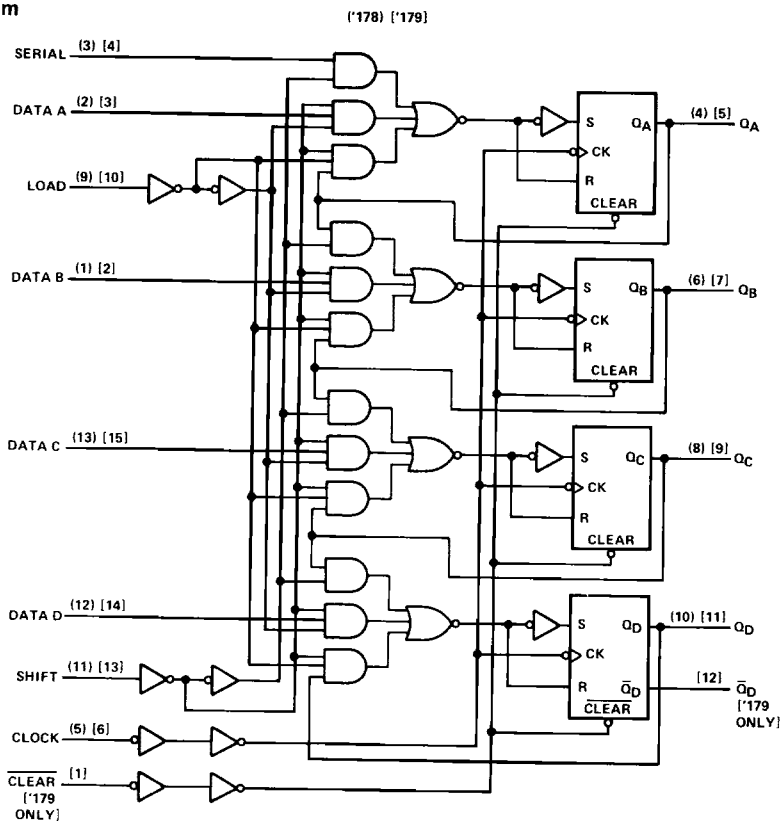 m
('178) ['179]
SERIAL (3) [4]
DATA A (2) [3]
LOAD (9) [10]
DATA B (1) [2]
DATA C (13) [15]
DATA D (12) [14]
SHIFT (11) [13]
CLOCK (5) [6]
CLEAR [1]
['179
ONLY]
S QA (4) [5] QA
CK
R
CLEAR
S QB (6) [7] QB
CK
R
CLEAR
S QC (8) [9] QC
CK
R
CLEAR
S QD (10) [11] QD
CK
R Q̄D [12] Q̄D
CLEAR
['179
ONLY]